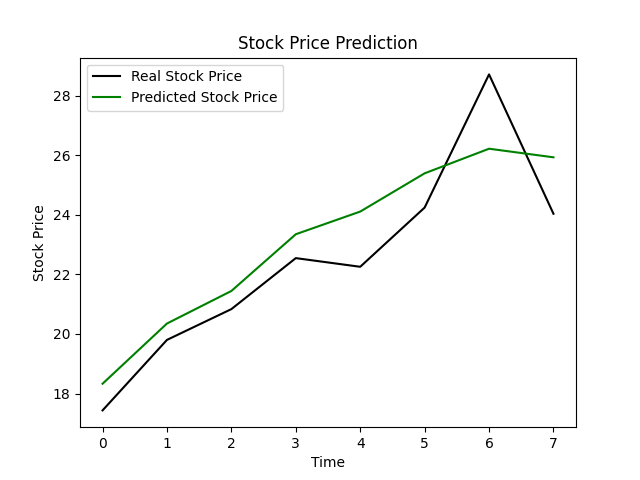 Stock Price Prediction
Real Stock Price
Predicted Stock Price
Stock Price
28
26
24
22
20
18
0 1 2 3 4 5 6 7
Time